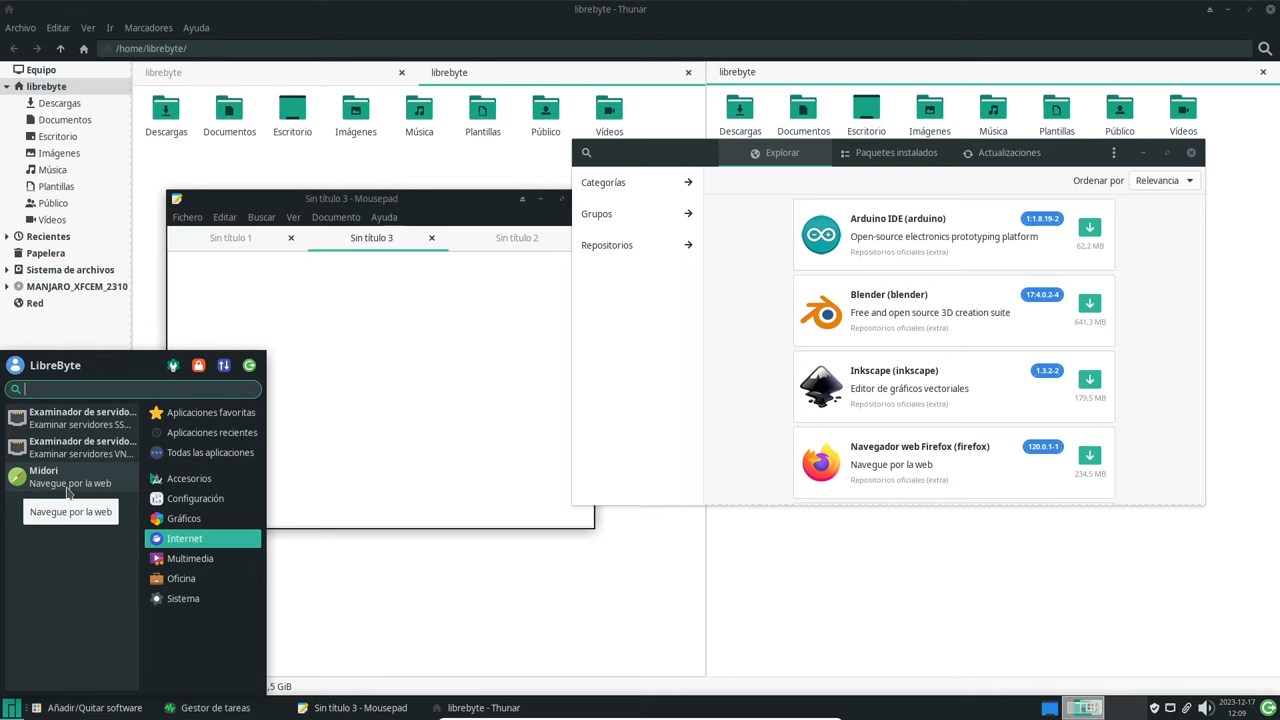 librebyte - Thunar
Archivo Editar Ver Ir Marcadores Ayuda
/home/librebyte/
Equipo
librebyte
Descargas
Documentos
Escritorio
Imágenes
Música
Plantillas
Público
Vídeos
Recientes
Papelera
Sistema de archivos
MANJARO_XFCEM_2310
Red
librebyte
librebyte
Descargas Documentos Escritorio Imágenes Música Plantillas Público Vídeos
librebyte
Descargas Documentos Escritorio Imágenes Música Plantillas Público Vídeos
Sin título 3 - Mousepad
Fichero Editar Buscar Ver Documento Ayuda
Sin título 1 Sin título 3 Sin título 2
Explorar Paquetes instalados Actualizaciones
Categorías
Grupos
Repositorios
Ordenar por Relevancia
Arduino IDE (arduino) 1:1.8.19-2
Open-source electronics prototyping platform
62,2 MB
Repositorios oficiales (extra)
Blender (blender) 17:4.0.2-4
Free and open source 3D creation suite
641,3 MB
Repositorios oficiales (extra)
Inkscape (inkscape) 1.3.2-2
Editor de gráficos vectoriales
179,5 MB
Repositorios oficiales (extra)
Navegador web Firefox (firefox) 120.0.1-1
Navegue por la web
234,5 MB
Repositorios oficiales (extra)
LibreByte
Examinador de servido...
Examinar servidores SS...
Examinador de servido...
Examinar servidores VN...
Midori
Navegue por la web
Navegue por la web
Aplicaciones favoritas
Aplicaciones recientes
Todas las aplicaciones
Accesorios
Configuración
Gráficos
Internet
Multimedia
Oficina
Sistema
,5 GiB
Añadir/Quitar software Gestor de tareas Sin título 3 - Mousepad librebyte - Thunar
2023-12-17
12:09